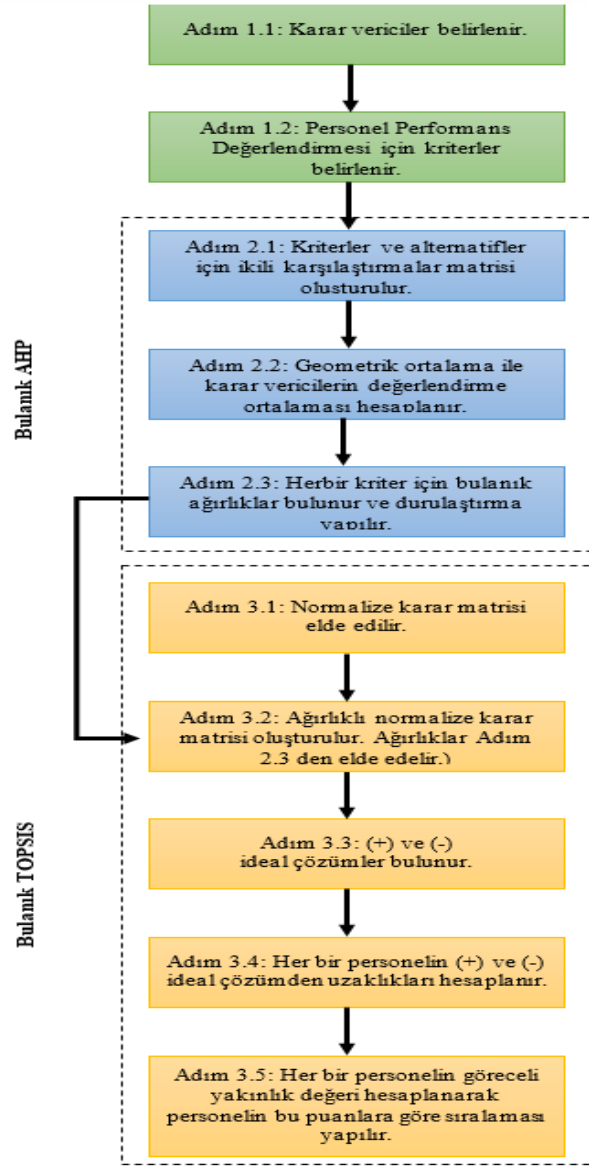 Adım 1.1: Karar vericiler belirlenir.
Adım 1.2: Personel Performans
Değerlendirmesi için kriterler
belirlenir.
Bulanık AHP
Adım 2.1: Kriterler ve alternatifler
için ikili karşılaştırmalar matrisi
olusturulur.
Adım 2.2: Geometrik ortalama ile
karar vericilerin değerlendirme
ortalaması hesaplanır.
Adım 2.3: Herbir kriter için bulanık
ağırlıklar bulunur ve durulaştırma
yapılır.
Bulanık TOPSIS
Adım 3.1: Normalize karar matrisi
elde edilir.
Adım 3.2: Ağırlıklı normalize karar
matrisi oluşturulur. Ağırlıklar Adım
2.3 den elde edelir.)
Adım 3.3: (+) ve (-)
ideal çözümler bulunur.
Adım 3.4: Her bir personelin (+) ve (-)
ideal çözümden uzaklıkları hesaplanır.
Adım 3.5: Her bir personelin göreceli
yakınlık değeri hesaplanarak
personelin bu puanlara göre sıralaması
yapılır.